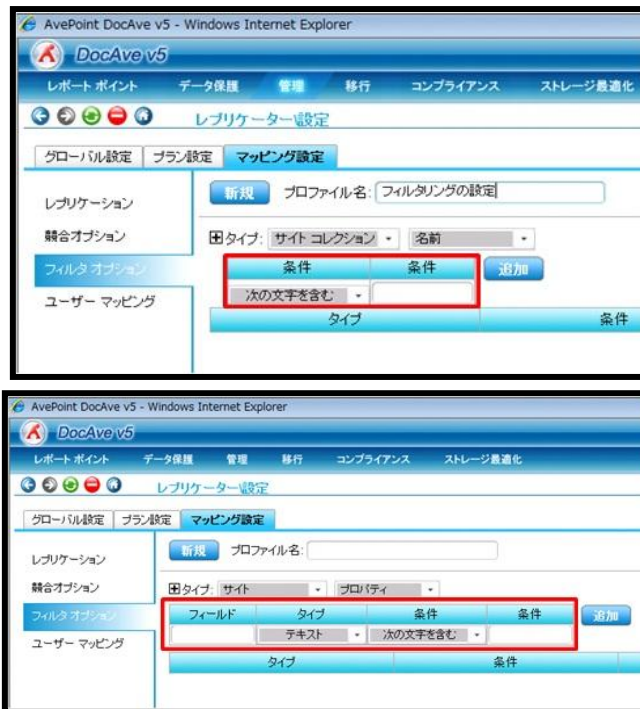 AvePoint DocAve v5 - Windows Internet Explorer
DocAve v5
レポート ポイント データ保護 管理 移行 コンプライアンス ストレージ最適化
レプリケーター\設定
グローバル設定 プラン設定 マッピング設定
新規 プロファイル名: フィルタリングの設定
レプリケーション
競合オプション
タイプ: サイト コレクション 名前
フィルタ オプション
条件 条件 追加
次の文字を含む
ユーザー マッピング
タイプ 条件
AvePoint DocAve v5 - Windows Internet Explorer
DocAve v5
レポート ポイント データ保護 管理 移行 コンプライアンス ストレージ最適化
レプリケーター\設定
グローバル設定 プラン設定 マッピング設定
新規 プロファイル名:
レプリケーション
競合オプション
タイプ: サイト プロパティ
フィルタ オプション
フィールド タイプ 条件 条件 追加
テキスト 次の文字を含む
ユーザー マッピング
タイプ 条件